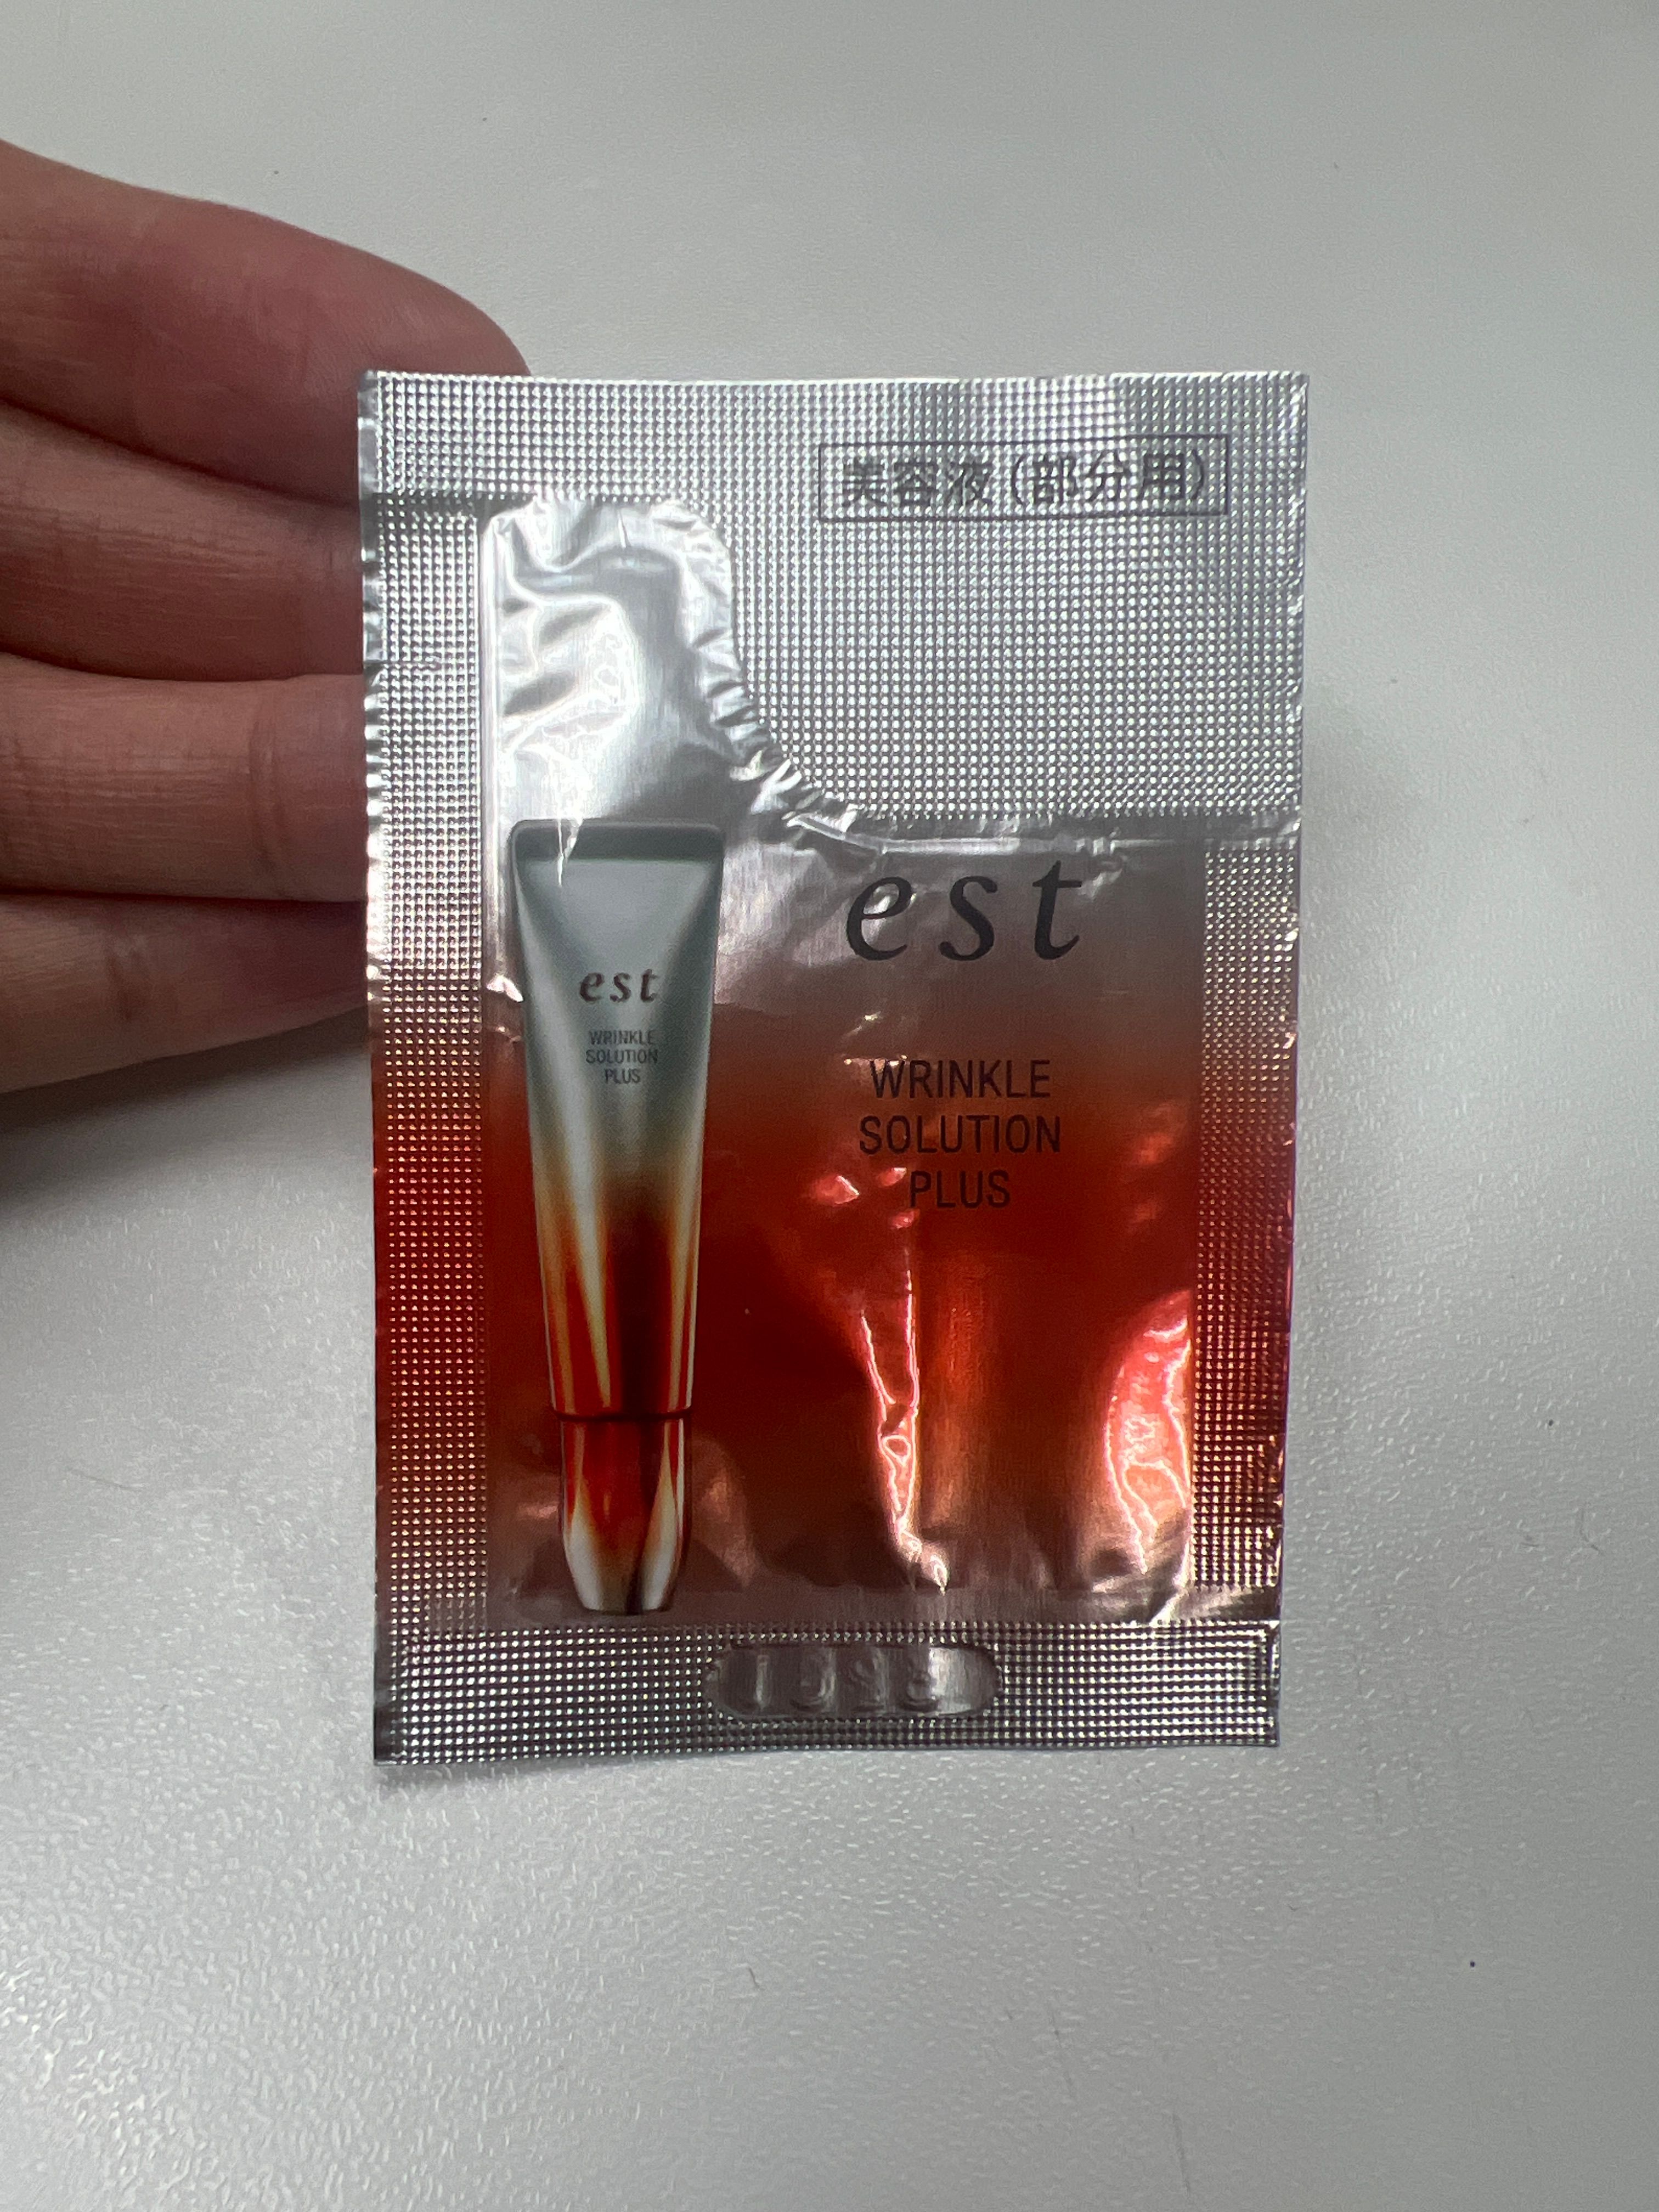 美容液(部分用)
est
WRINKLE
SOLUTION
PLUS
est
WRINKLE
SOLUTION
PLUS